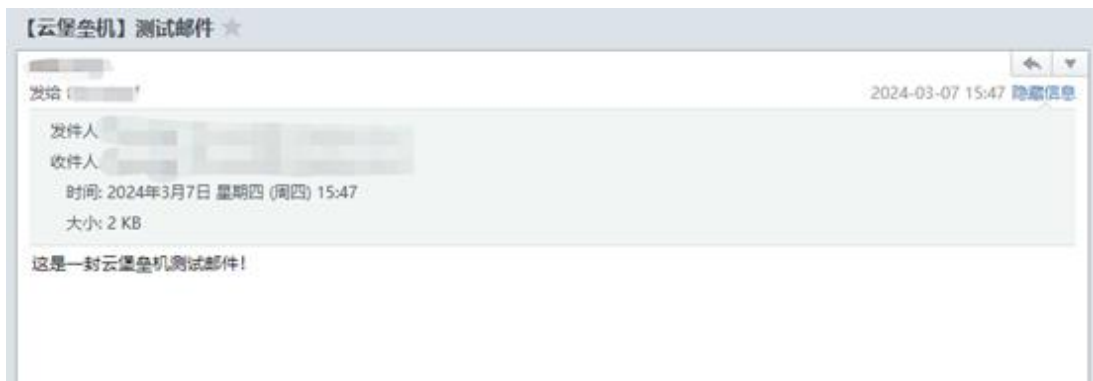 【云堡垒机】测试邮件
发给
2024-03-07 15:47 隐藏信息
发件人
收件人
时间: 2024年3月7日 星期四 (周四) 15:47
大小: 2 KB
这是一封云堡垒机测试邮件!